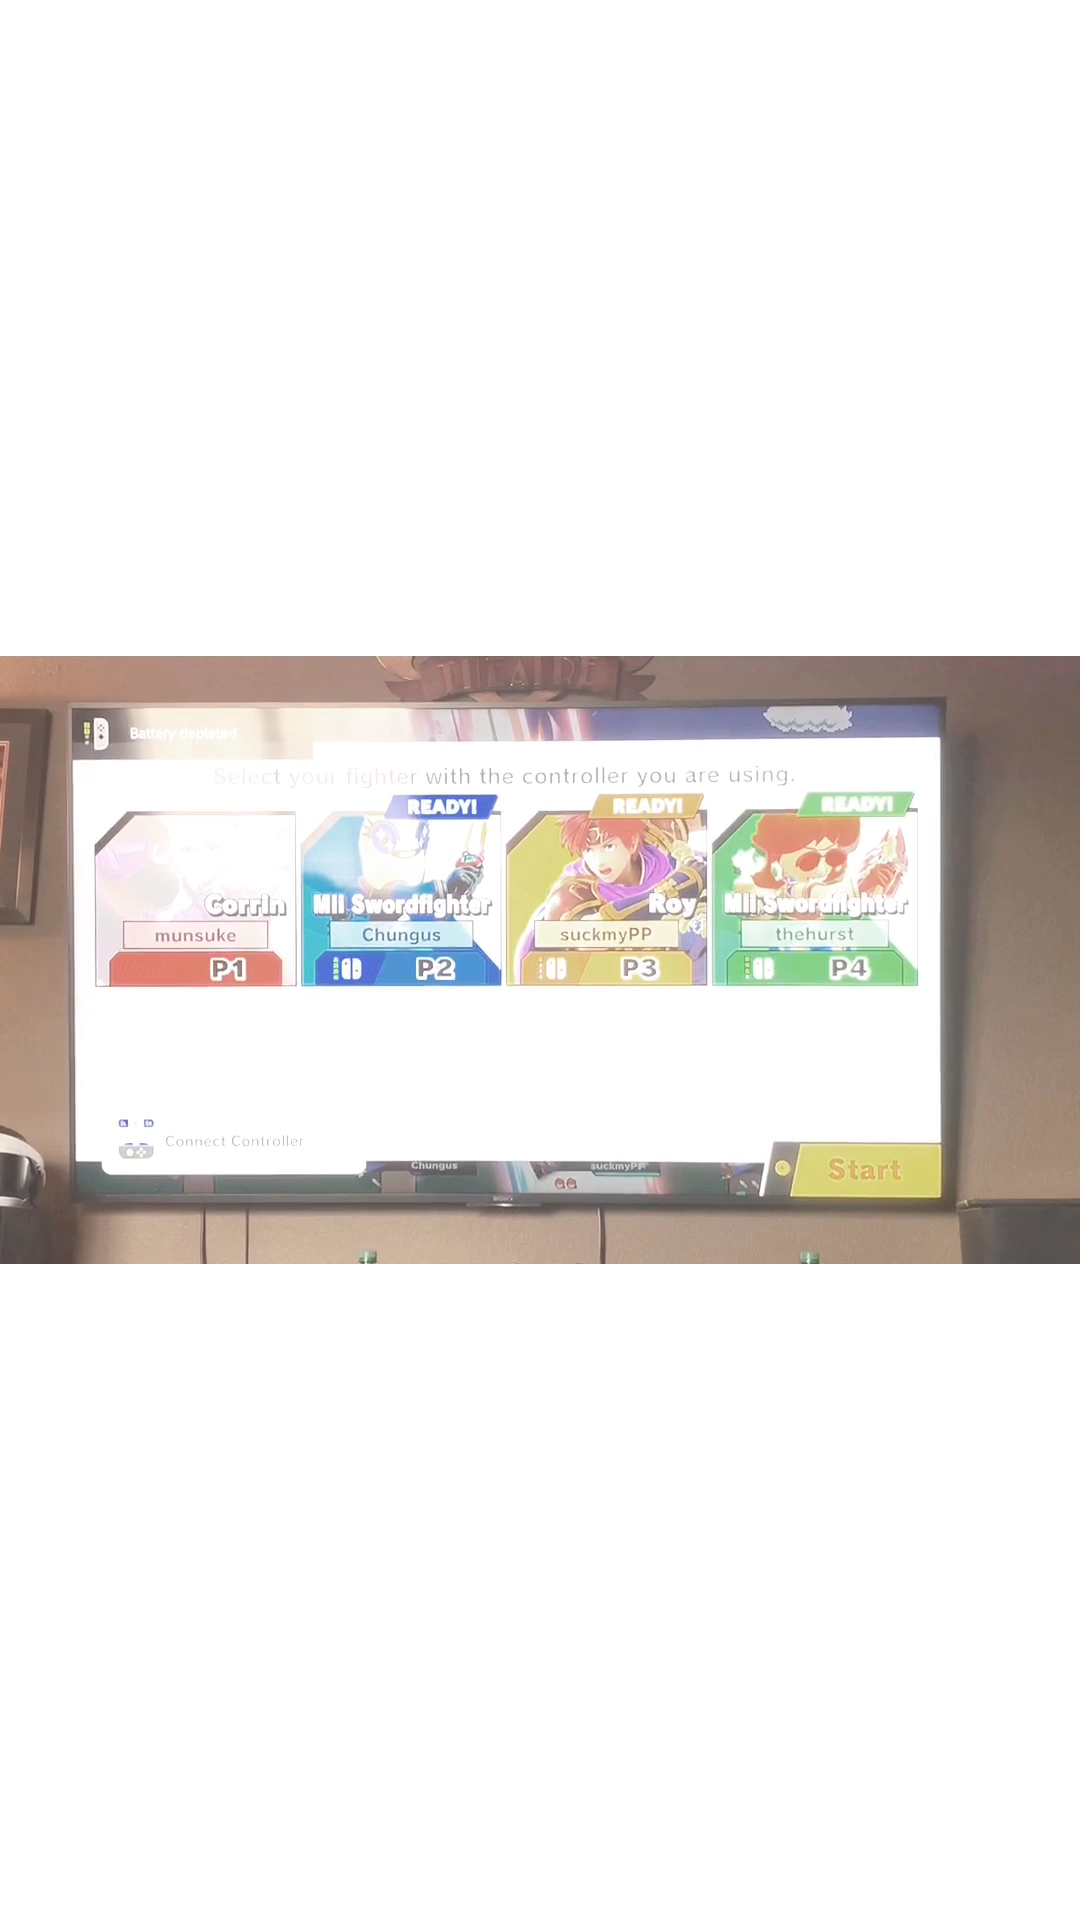 THEATRE
Battery depleted
Select your fighter with the controller you are using.
READY!
READY!
READY!
Corrin
Mii Swordfighter
Roy
Mii Swordfighter
munsuke
Chungus
suckmyPP
thehurst
P1
P2
P3
P4
Connect Controller
Chungus
suckmyPP
Start
SONY